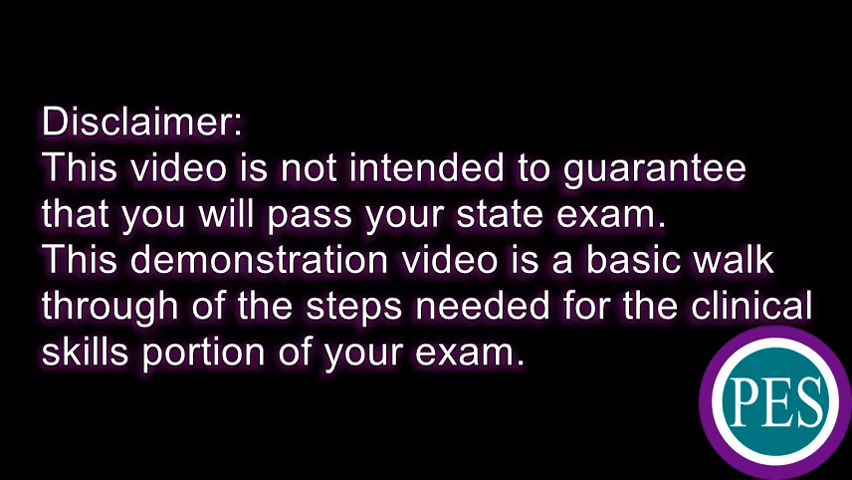 Disclaimer:
This video is not intended to guarantee
that you will pass your state exam.
This demonstration video is a basic walk
through of the steps needed for the clinical
skills portion of your exam.
PES